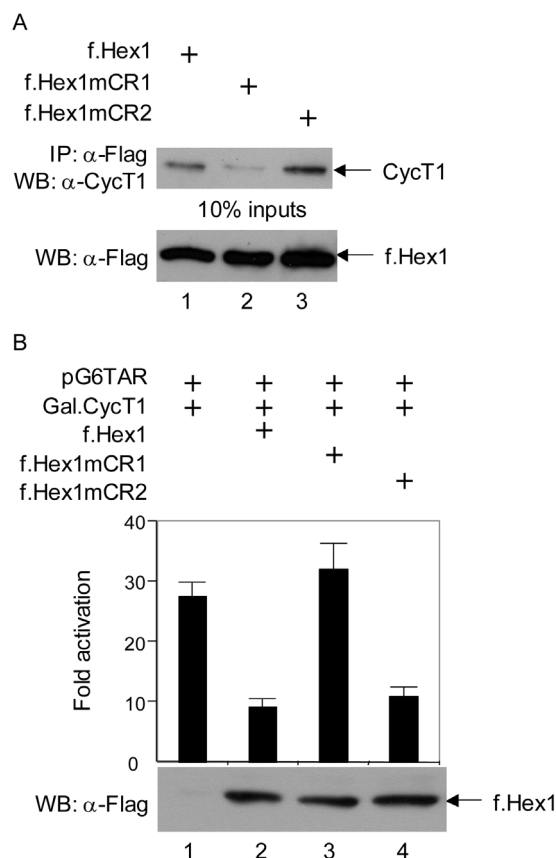 A
f.Hex1 +
f.Hex1mCR1 +
f.Hex1mCR2 +
IP: α-Flag
WB: α-CycT1
CycT1
10% inputs
WB: α-Flag
f.Hex1
1 2 3
B
pG6TAR + + + +
Gal.CycT1 + + + +
f.Hex1 +
f.Hex1mCR1 +
f.Hex1mCR2 +
40
30
20
10
0
Fold activation
WB: α-Flag
f.Hex1
1 2 3 4